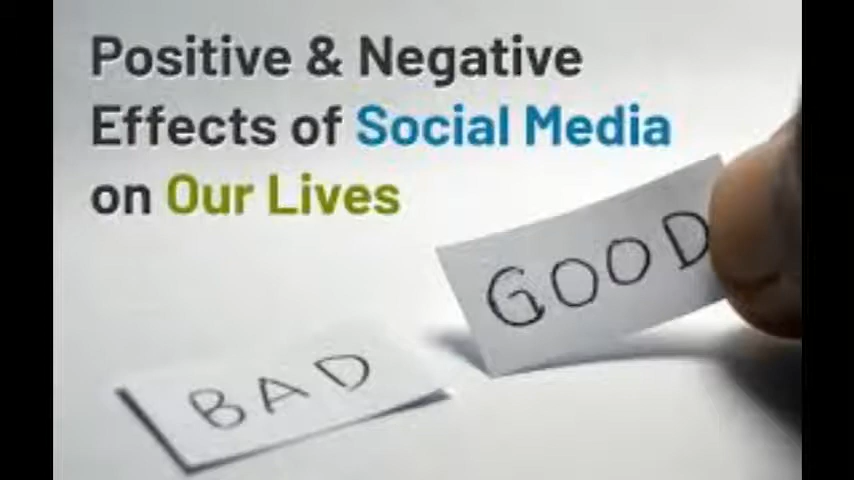 Positive & Negative
Effects of Social Media
on Our Lives
GOOD
BAD